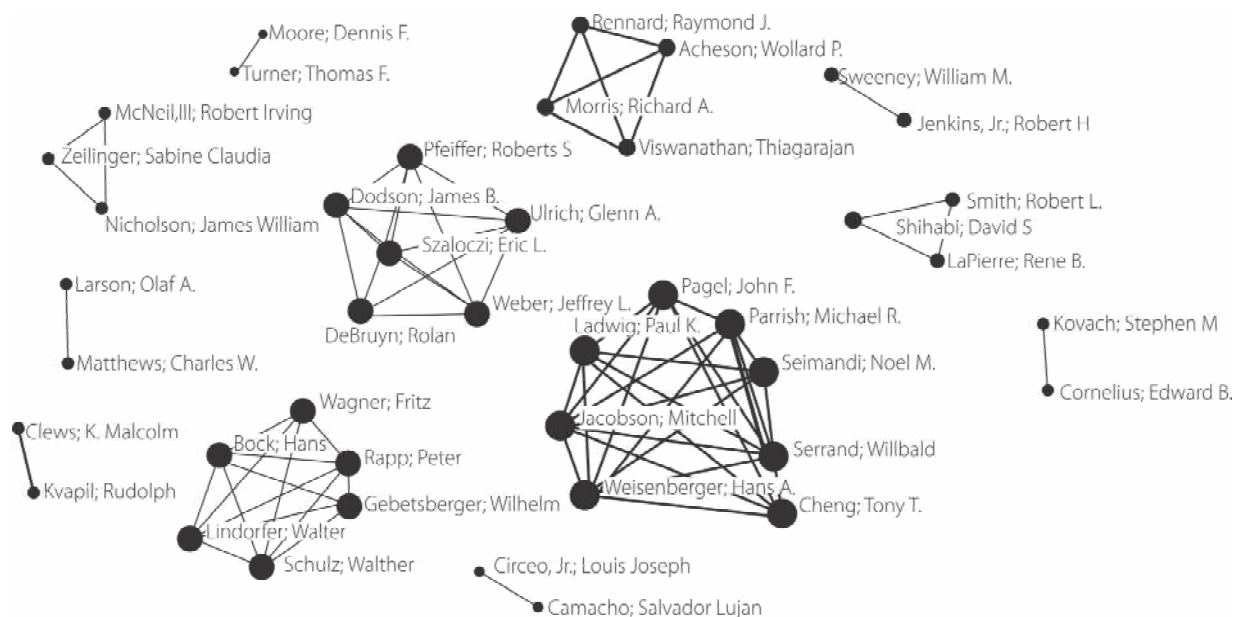 Moore; Dennis F.
Turner; Thomas F.
Rennard; Raymond J.
Acheson; Wollard P.
Morris; Richard A.
Viswanathan; Thiagarajan
Sweeney; William M.
Jenkins, Jr.; Robert H
McNeil,III; Robert Irving
Zeilinger; Sabine Claudia
Nicholson; James William
Pfeiffer; Roberts S
Dodson; James B.
Ulrich; Glenn A.
Szaloczi; Eric L.
Weber; Jeffrey L.
DeBruyn; Rolan
Smith; Robert L.
Shihabi; David S
LaPierre; Rene B.
Larson; Olaf A.
Matthews; Charles W.
Pagel; John F.
Ladwig; Paul K.
Parrish; Michael R.
Seimandi; Noel M.
Jacobson; Mitchell
Serrand; Willbald
Weisenberger; Hans A.
Cheng; Tony T.
Kovach; Stephen M
Cornelius; Edward B.
Clews; K. Malcolm
Kvapil; Rudolph
Wagner; Fritz
Bock; Hans
Rapp; Peter
Gebetsberger; Wilhelm
Lindorfer; Walter
Schulz; Walther
Circeo, Jr.; Louis Joseph
Camacho; Salvador Lujan